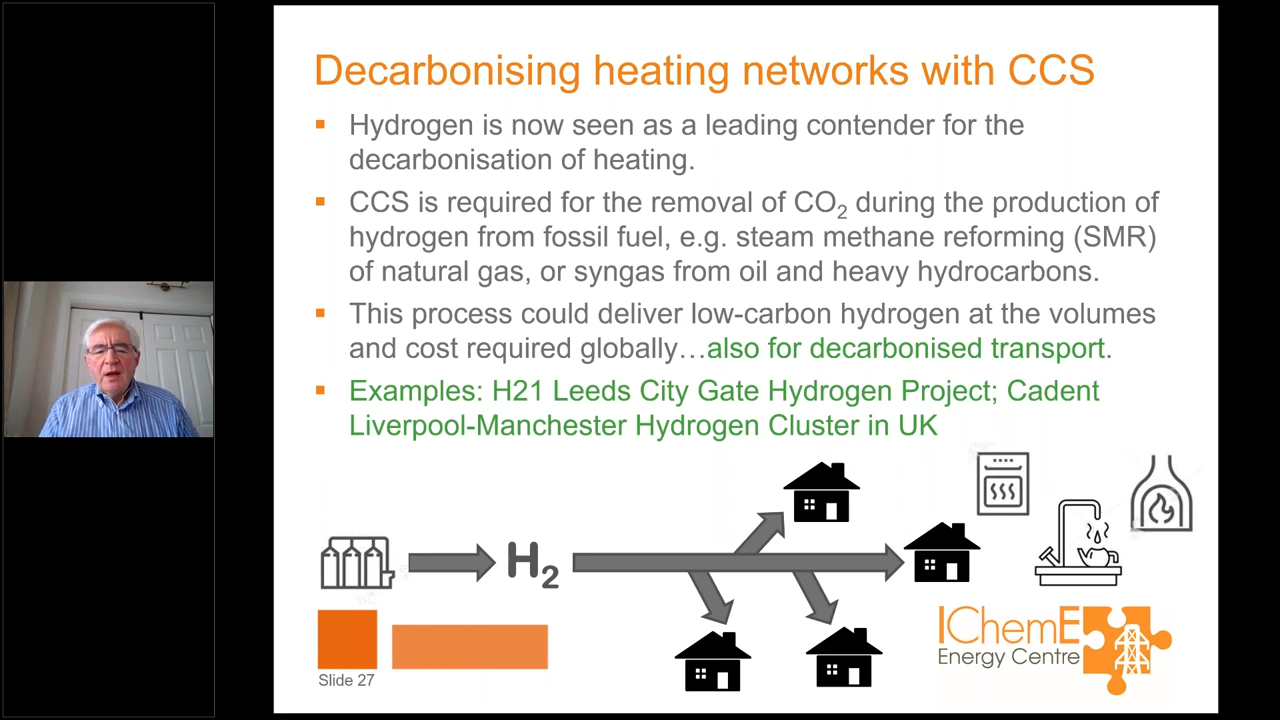 Decarbonising heating networks with CCS
Hydrogen is now seen as a leading contender for the
decarbonisation of heating.
CCS is required for the removal of CO₂ during the production of
hydrogen from fossil fuel, e.g. steam methane reforming (SMR)
of natural gas, or syngas from oil and heavy hydrocarbons.
This process could deliver low-carbon hydrogen at the volumes
and cost required globally…also for decarbonised transport.
Examples: H21 Leeds City Gate Hydrogen Project; Cadent
Liverpool-Manchester Hydrogen Cluster in UK
H₂
IChemE
Energy Centre
Slide 27